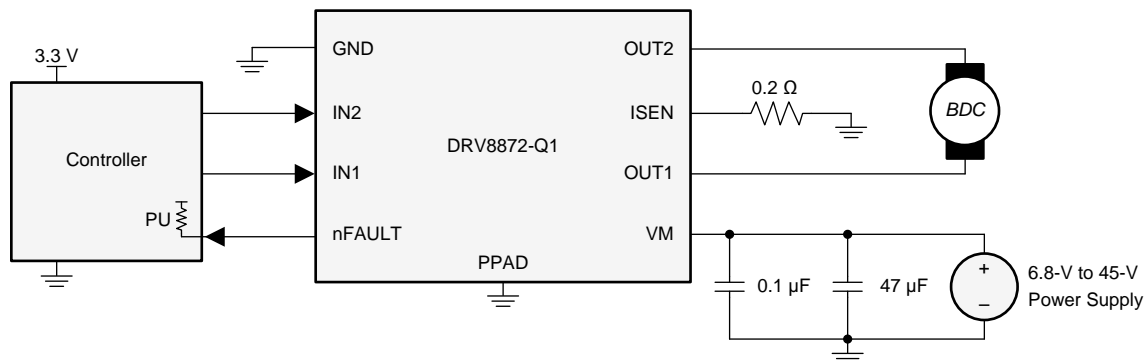 3.3 V
Controller
PU
GND
IN2
IN1
nFAULT
DRV8872-Q1
PPAD
OUT2
ISEN
OUT1
VM
0.2 Ω
BDC
0.1 µF
47 µF
+
–
6.8-V to 45-V
Power Supply